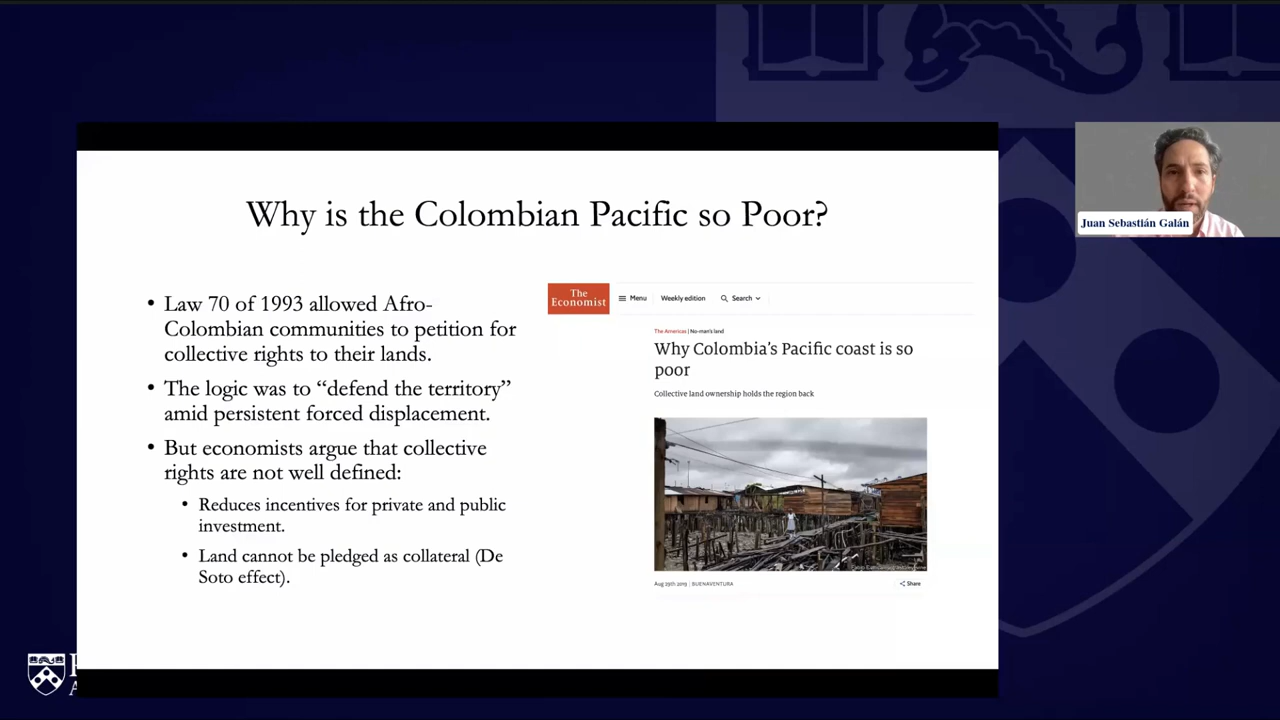 Why is the Colombian Pacific so Poor?
• Law 70 of 1993 allowed Afro-
Colombian communities to petition for
collective rights to their lands.
• The logic was to “defend the territory”
amid persistent forced displacement.
• But economists argue that collective
rights are not well defined:
• Reduces incentives for private and public
investment.
• Land cannot be pledged as collateral (De
Soto effect).
The
Economist
Menu
Weekly edition
Search
The Americas | No-man's land
Why Colombia's Pacific coast is so
poor
Collective land ownership holds the region back
Aug 29th 2019 | BUENAVENTURA
Share
Juan Sebastián Galán